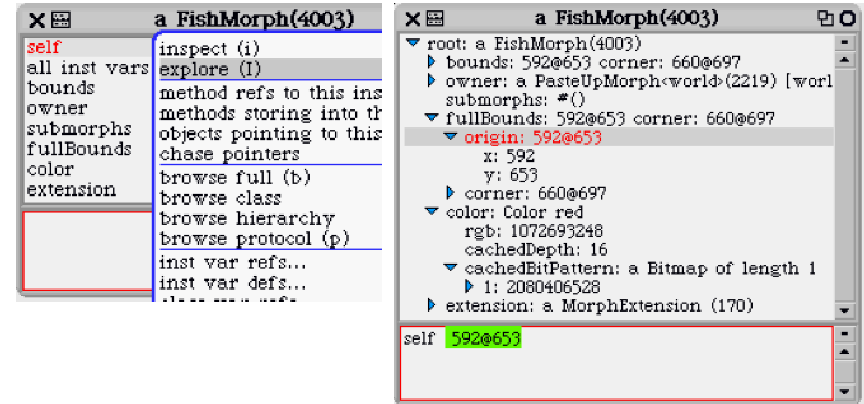 a FishMorph(4003)
self
all inst vars
bounds
owner
submorphs
fullBounds
color
extension
inspect (i)
explore (I)
method refs to this ins
methods storing into th
objects pointing to this
chase pointers
browse full (b)
browse class
browse hierarchy
browse protocol (p)
inst var refs...
inst var defs...
a FishMorph(4003)
root: a FishMorph(4003)
bounds: 592@653 corner: 660@697
owner: a PasteUpMorph<world>(2219) [worl
submorphs: #()
fullBounds: 592@653 corner: 660@697
origin: 592@653
x: 592
y: 653
corner: 660@697
color: Color red
rgb: 1072693248
cachedDepth: 16
cachedBitPattern: a Bitmap of length 1
1: 2080406528
extension: a MorphExtension (170)
self 592@653